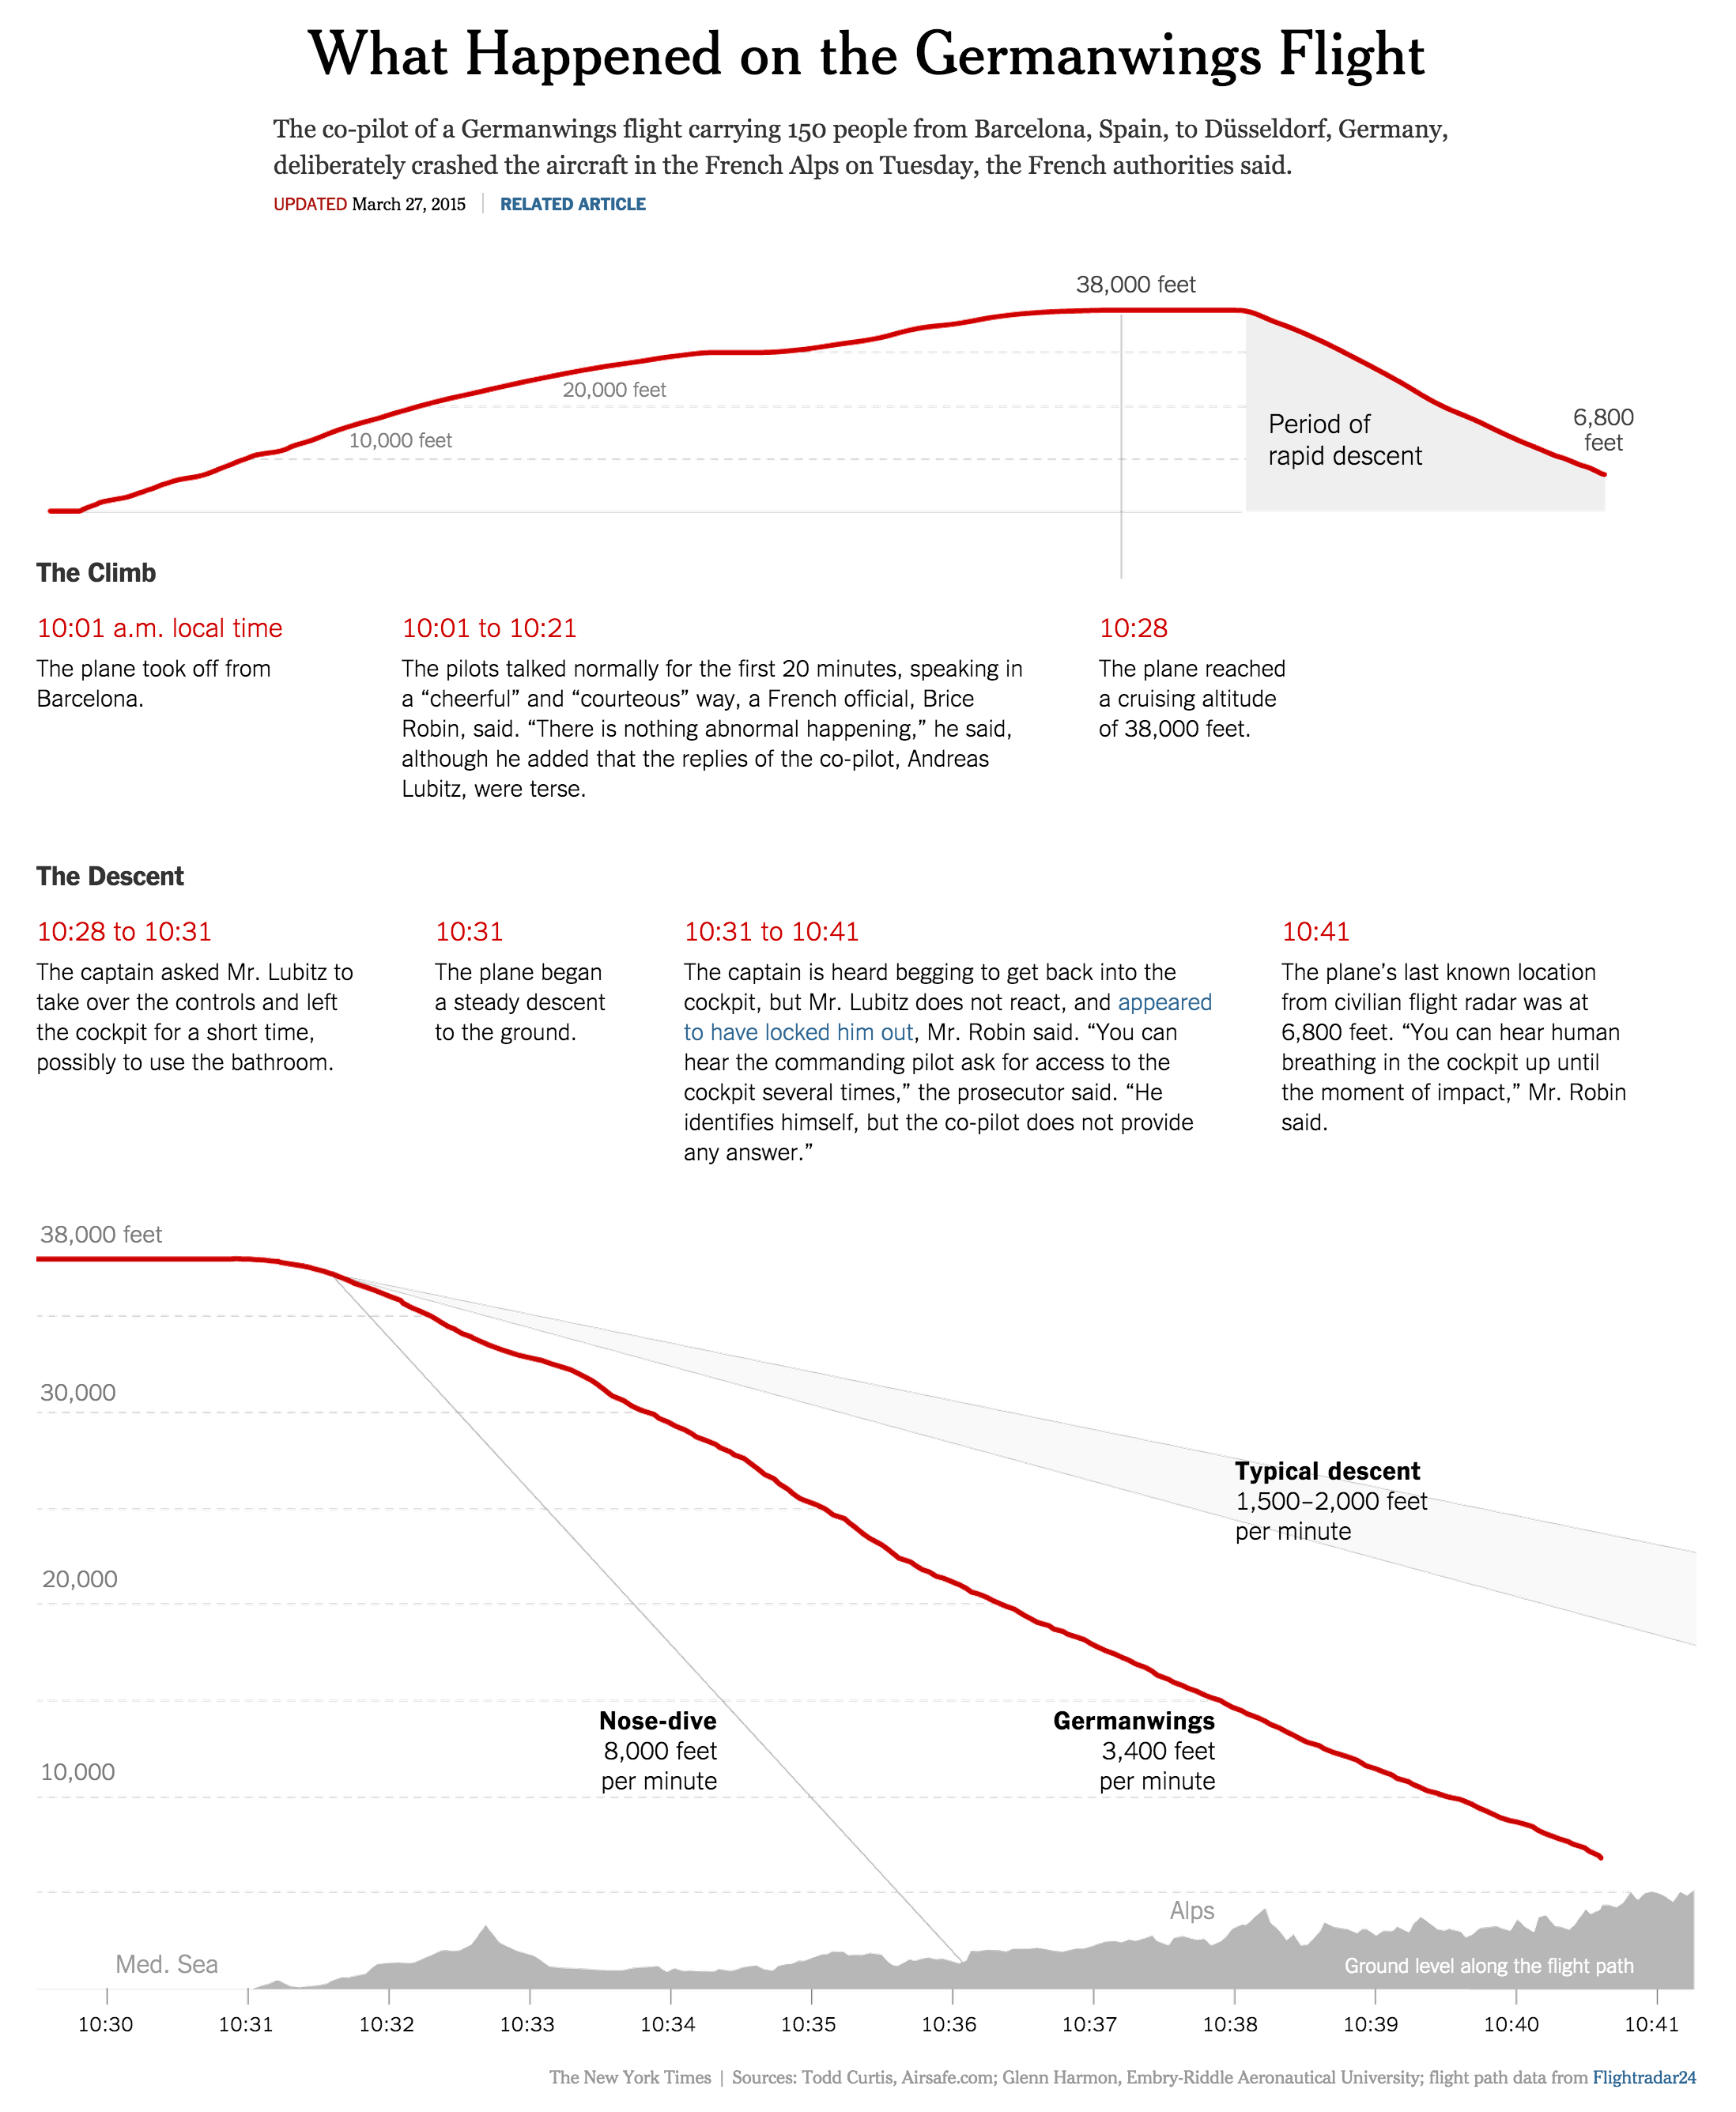 What Happened on the Germanwings Flight
The co-pilot of a Germanwings flight carrying 150 people from Barcelona, Spain, to Düsseldorf, Germany,
deliberately crashed the aircraft in the French Alps on Tuesday, the French authorities said.
UPDATED March 27, 2015 | RELATED ARTICLE
38,000 feet
20,000 feet
10,000 feet
Period of
rapid descent
6,800
feet
The Climb
10:01 a.m. local time
The plane took off from
Barcelona.
10:01 to 10:21
The pilots talked normally for the first 20 minutes, speaking in
a “cheerful” and “courteous” way, a French official, Brice
Robin, said. “There is nothing abnormal happening,” he said,
although he added that the replies of the co-pilot, Andreas
Lubitz, were terse.
10:28
The plane reached
a cruising altitude
of 38,000 feet.
The Descent
10:28 to 10:31
The captain asked Mr. Lubitz to
take over the controls and left
the cockpit for a short time,
possibly to use the bathroom.
10:31
The plane began
a steady descent
to the ground.
10:31 to 10:41
The captain is heard begging to get back into the
cockpit, but Mr. Lubitz does not react, and appeared
to have locked him out, Mr. Robin said. “You can
hear the commanding pilot ask for access to the
cockpit several times,” the prosecutor said. “He
identifies himself, but the co-pilot does not provide
any answer.”
10:41
The plane’s last known location
from civilian flight radar was at
6,800 feet. “You can hear human
breathing in the cockpit up until
the moment of impact,” Mr. Robin
said.
38,000 feet
30,000
20,000
10,000
Typical descent
1,500–2,000 feet
per minute
Nose-dive
8,000 feet
per minute
Germanwings
3,400 feet
per minute
Med. Sea
Alps
Ground level along the flight path
10:30 10:31 10:32 10:33 10:34 10:35 10:36 10:37 10:38 10:39 10:40 10:41
The New York Times | Sources: Todd Curtis, Airsafe.com; Glenn Harmon, Embry-Riddle Aeronautical University; flight path data from Flightradar24